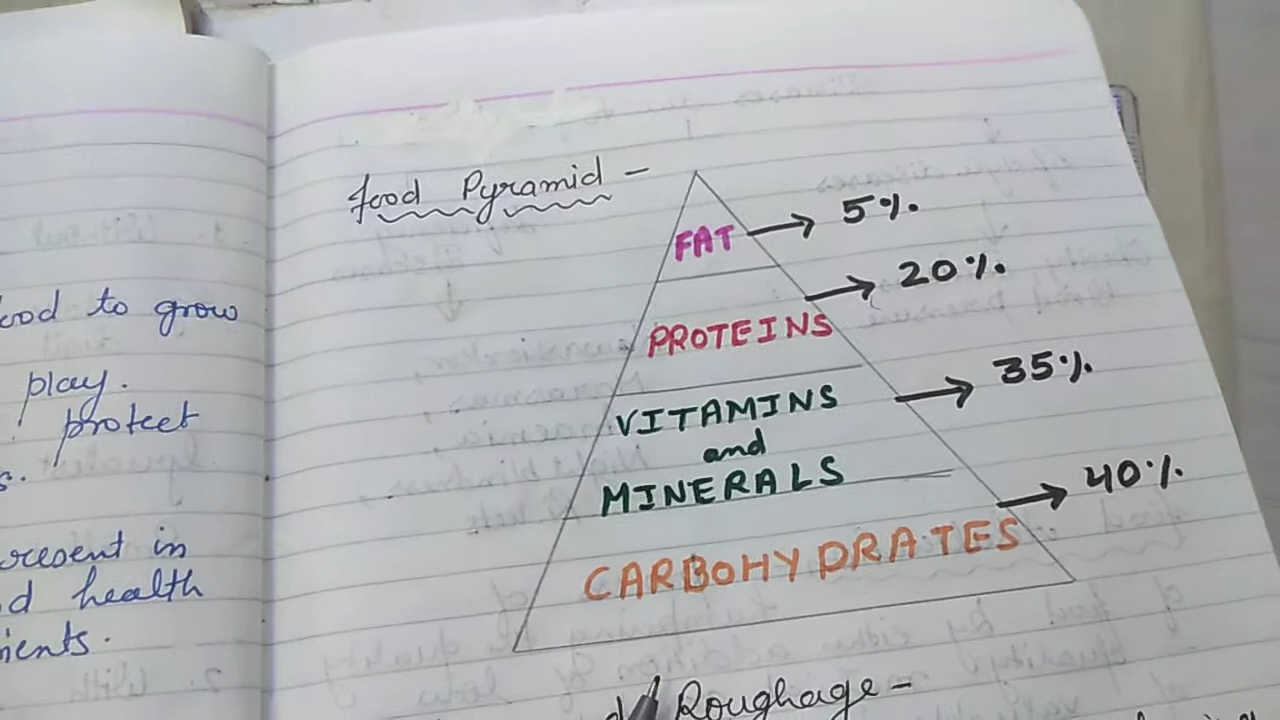 ood to grow
play.
protect
s.
resent in
d health
ients.
Food Pyramid -
FAT → 5%
PROTEINS → 20%
VITAMINS
and
MINERALS → 35%
CARBOHYDRATES → 40%
Roughage -